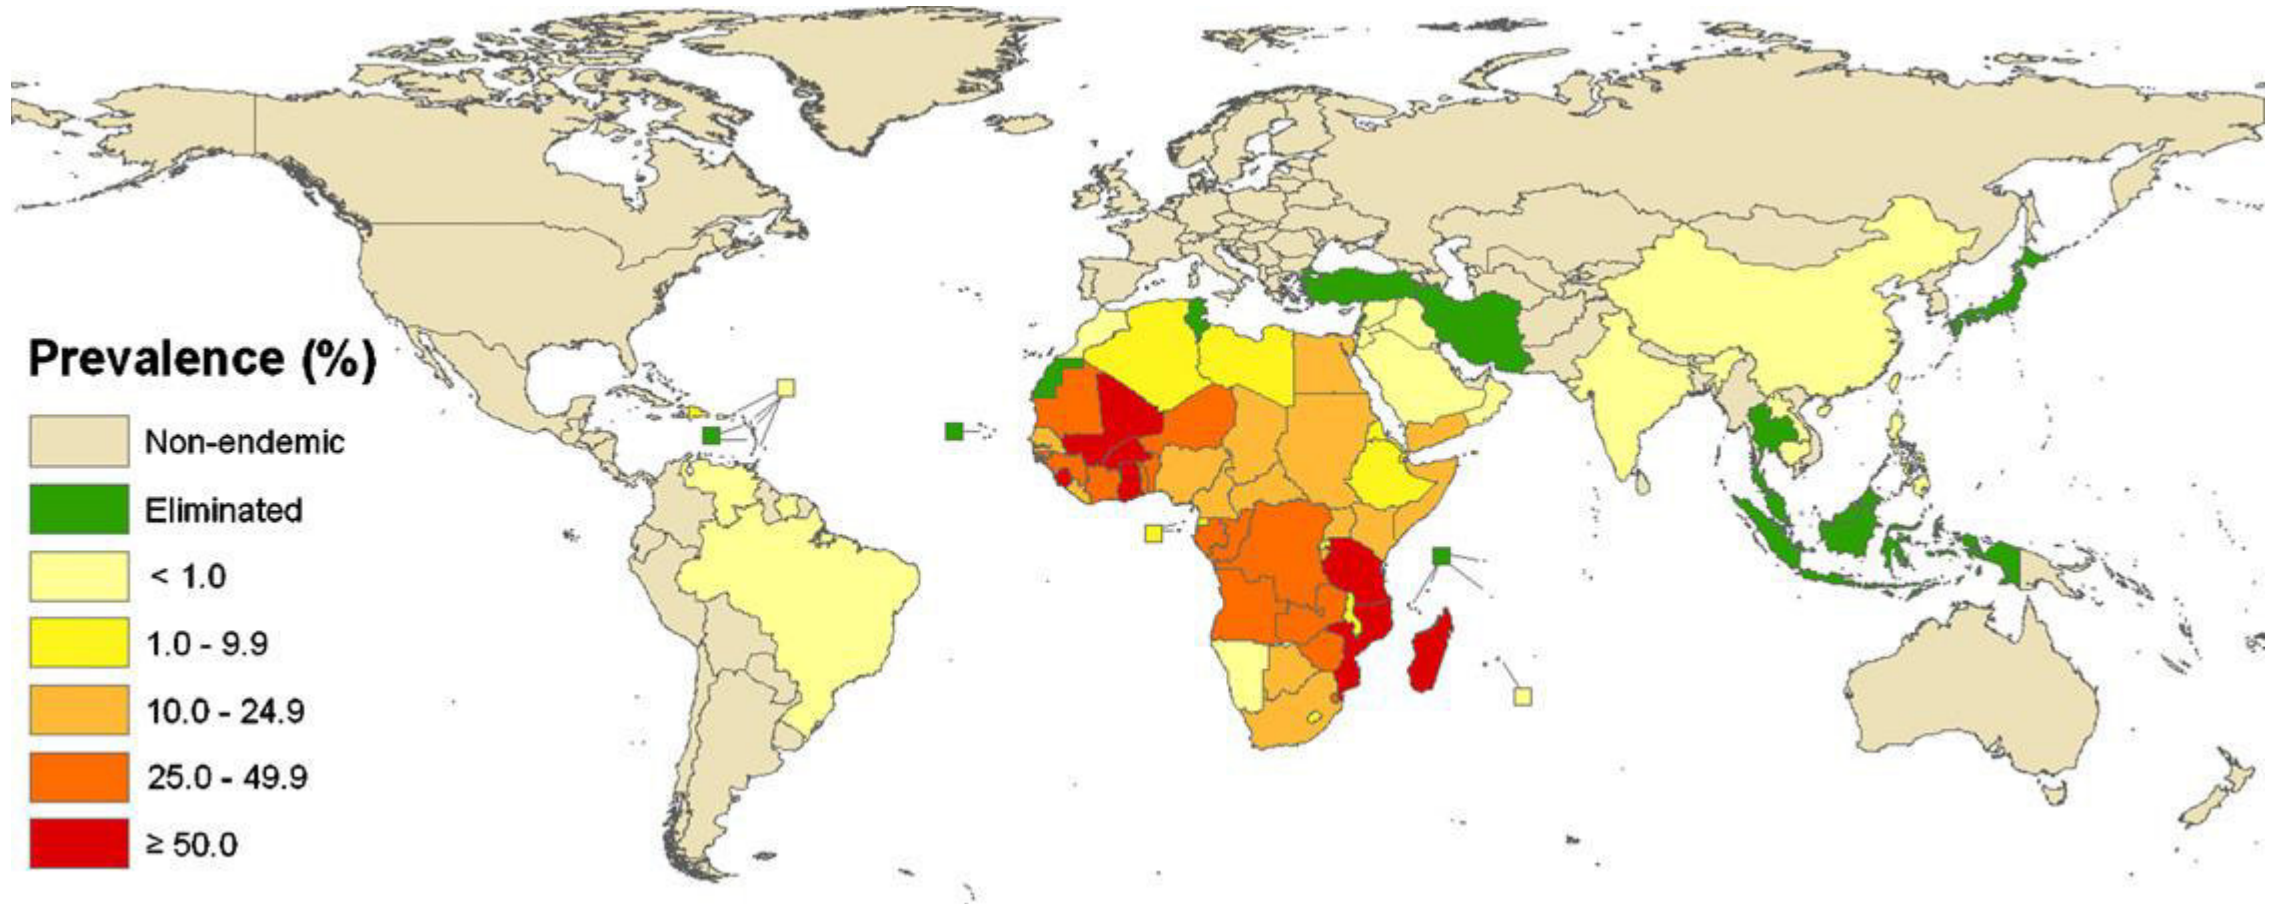 Prevalence (%)
Non-endemic
Eliminated
< 1.0
1.0 - 9.9
10.0 - 24.9
25.0 - 49.9
≥ 50.0